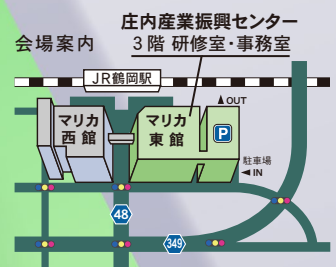 庄内産業振興センター
会場案内
3階 研修室・事務室
JR鶴岡駅
▲OUT
マリカ
西館
マリカ
東館
P
駐車場
◀IN
48
349